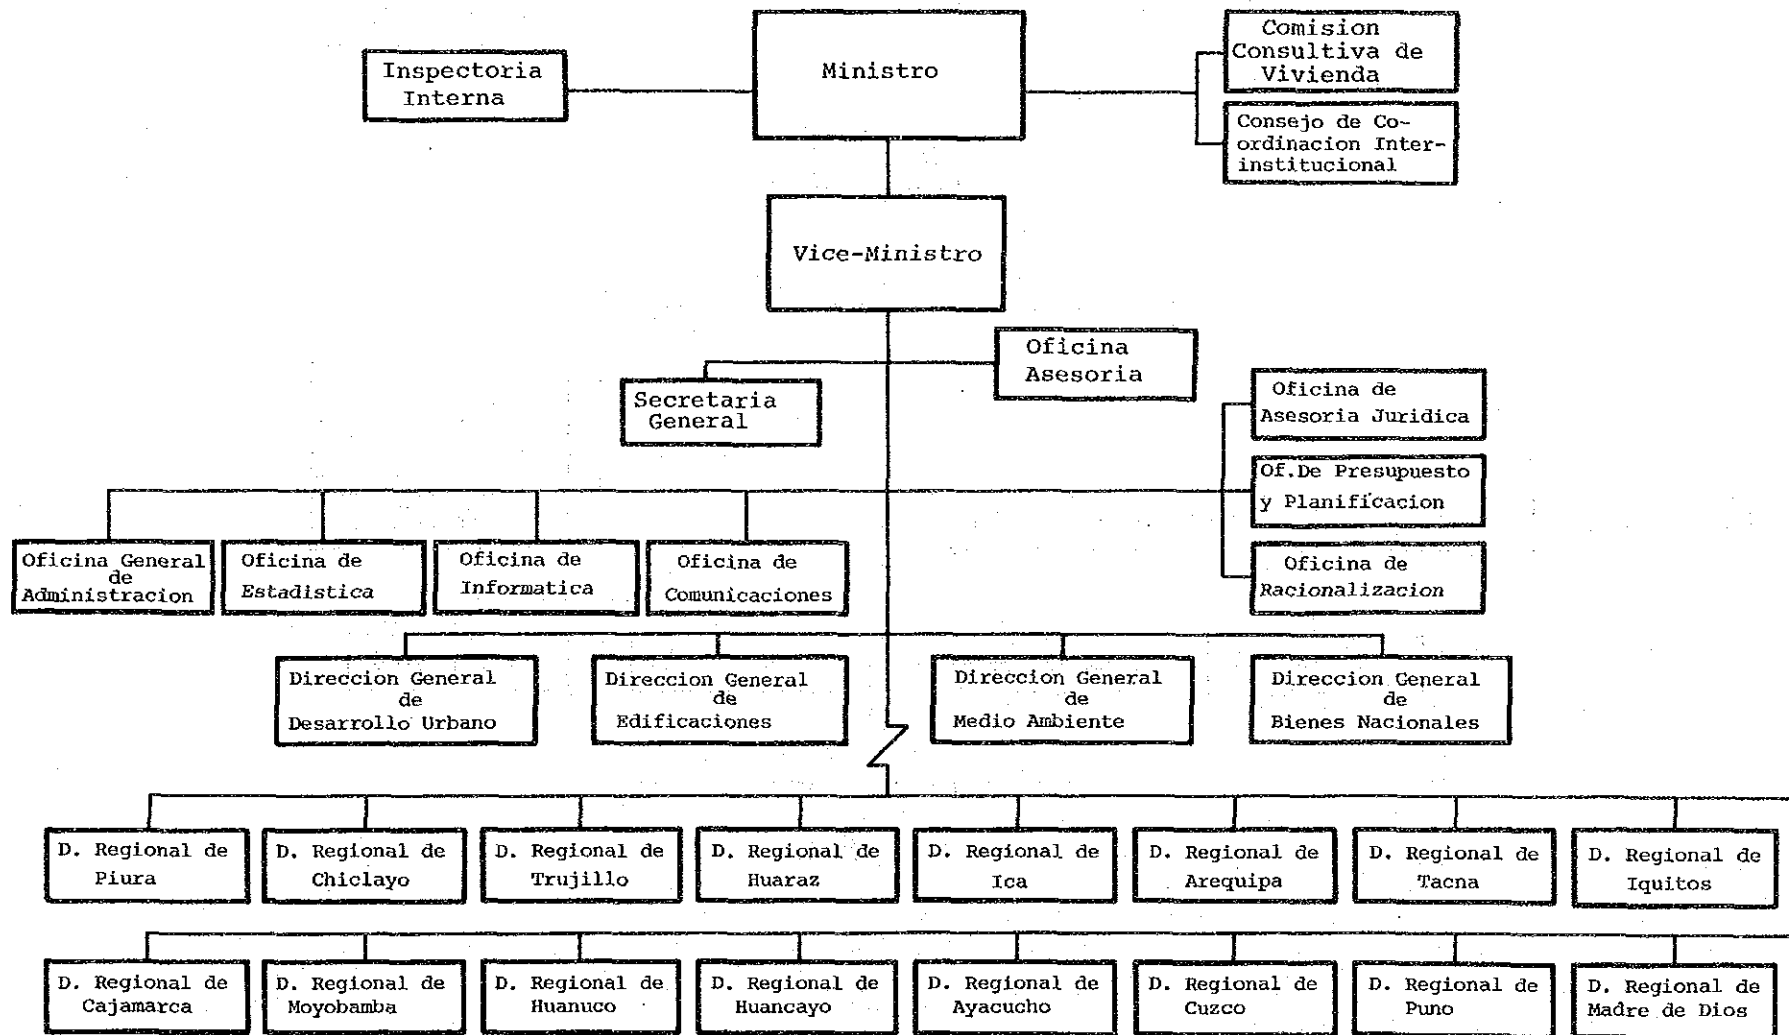 Inspectoria
Interna
Ministro
Comision
Consultiva de
Vivienda
Consejo de Co-
ordinacion Inter-
institucional
Vice-Ministro
Oficina
Asesoria
Secretaria
General
Oficina de
Asesoria Juridica
Of.De Presupuesto
y Planificacion
Oficina de
Racionalizacion
Oficina General
de
Administracion
Oficina de
Estadistica
Oficina de
Informatica
Oficina de
Comunicaciones
Direccion General
de
Desarrollo Urbano
Direccion General
de
Edificaciones
Direccion General
de
Medio Ambiente
Direccion General
de
Bienes Nacionales
D. Regional de
Piura
D. Regional de
Chiclayo
D. Regional de
Trujillo
D. Regional de
Huaraz
D. Regional de
Ica
D. Regional de
Arequipa
D. Regional de
Tacna
D. Regional de
Iquitos
D. Regional de
Cajamarca
D. Regional de
Moyobamba
D. Regional de
Huanuco
D. Regional de
Huancayo
D. Regional de
Ayacucho
D. Regional de
Cuzco
D. Regional de
Puno
D. Regional de
Madre de Dios